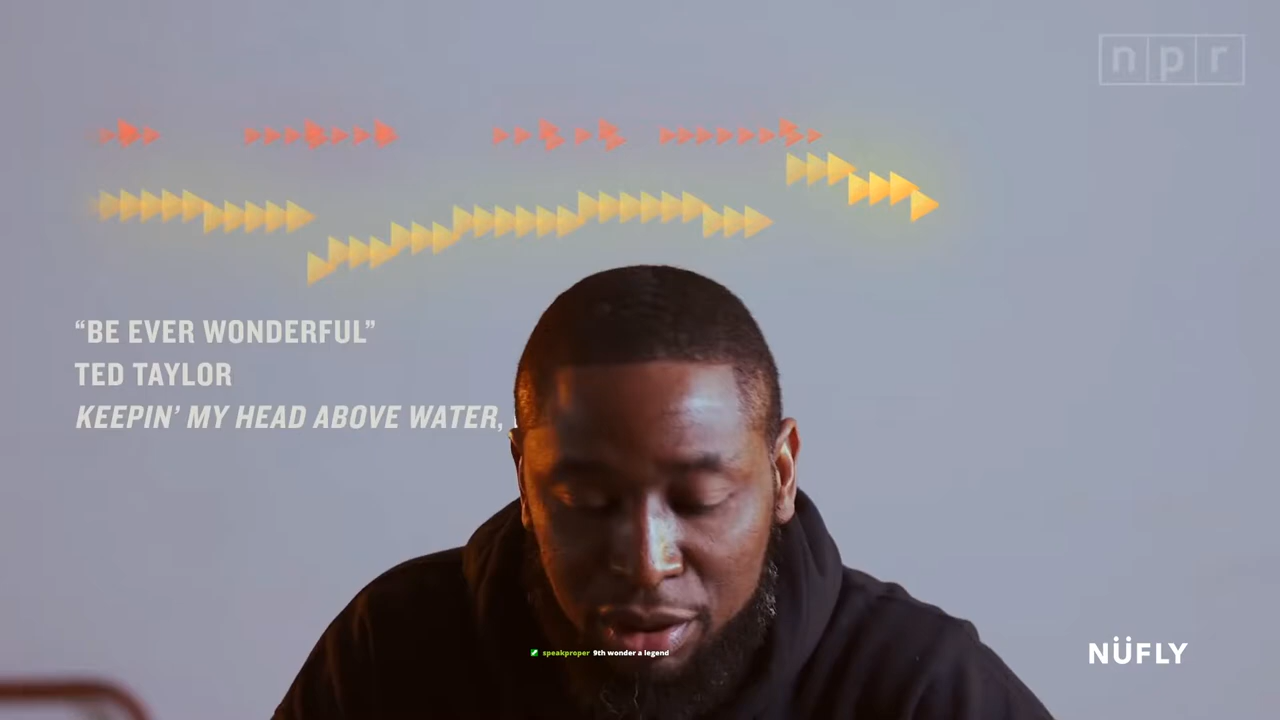 npr
“BE EVER WONDERFUL”
TED TAYLOR
KEEPIN’ MY HEAD ABOVE WATER,
speakproper 9th wonder a legend
NÜFLY